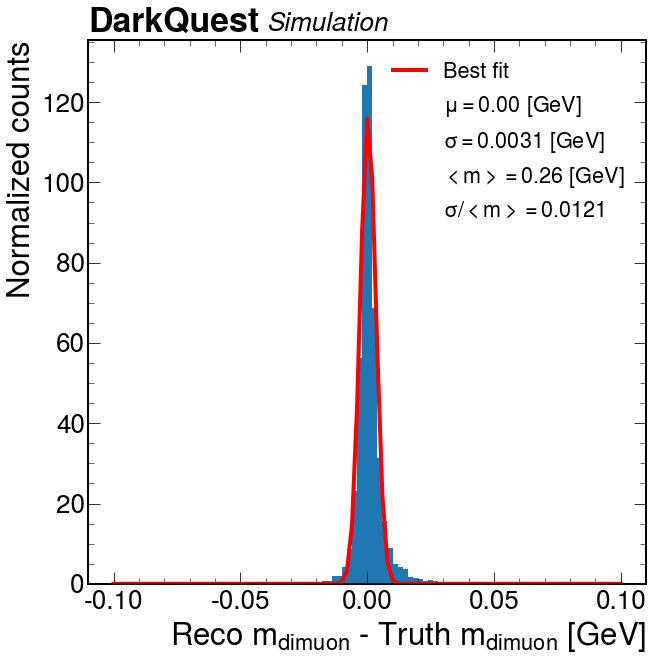 DarkQuest Simulation
Normalized counts
120
100
80
60
40
20
0
Best fit
μ = 0.00 [GeV]
σ = 0.0031 [GeV]
< m > = 0.26 [GeV]
σ/< m > = 0.0121
-0.10 -0.05 0.00 0.05 0.10
Reco m_dimuon - Truth m_dimuon [GeV]